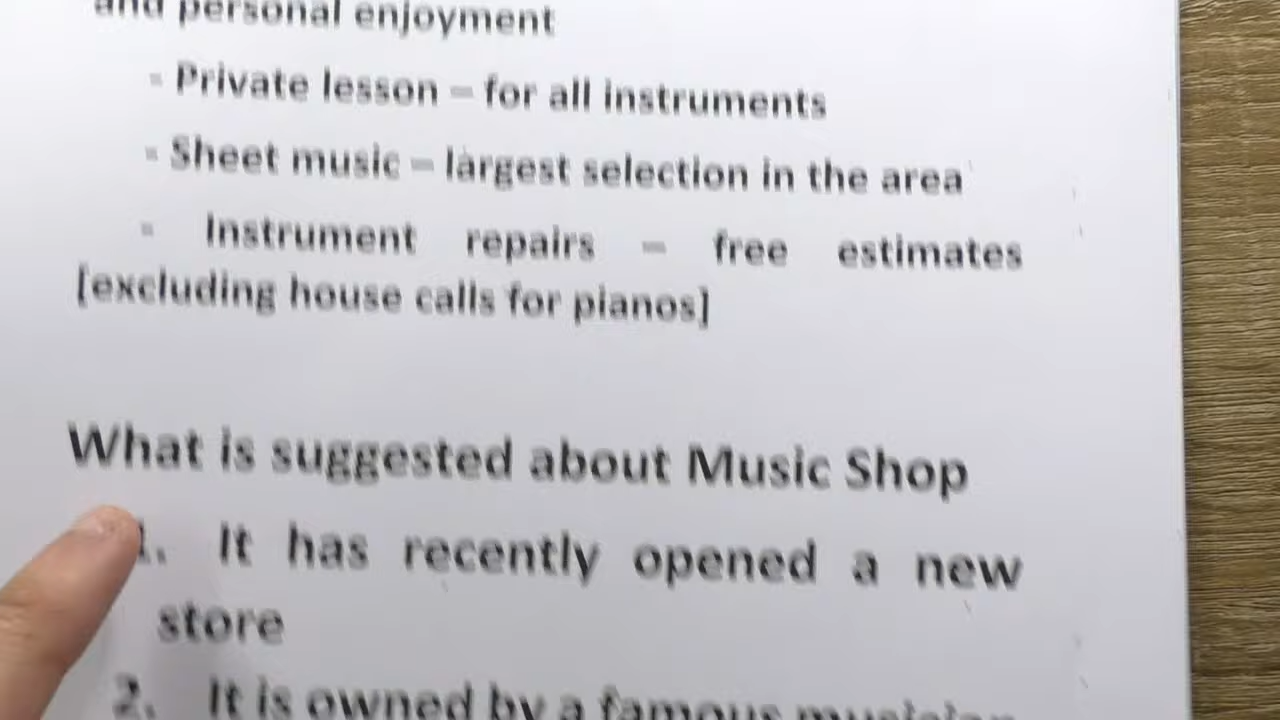 and personal enjoyment
- Private lesson – for all instruments
- Sheet music – largest selection in the area
- Instrument repairs – free estimates
[excluding house calls for pianos]
What is suggested about Music Shop
1. It has recently opened a new
store
2. It is owned by a famous musician